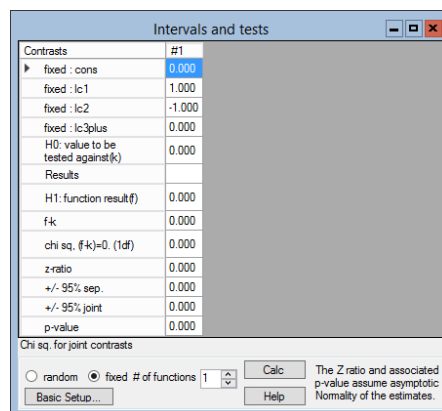 Intervals and tests
Contrasts #1
fixed : cons 0.000
fixed : lc1 1.000
fixed : lc2 -1.000
fixed : lc3plus 0.000
H0: value to be
tested against(k) 0.000
Results
H1: function result(f) 0.000
f-k 0.000
chi sq, (f-k)=0. (1df) 0.000
z-ratio 0.000
+/- 95% sep. 0.000
+/- 95% joint 0.000
p-value 0.000
Chi sq. for joint contrasts
random fixed # of functions 1 Calc The Z ratio and associated
p-value assume asymptotic
Basic Setup... Help Normality of the estimates.